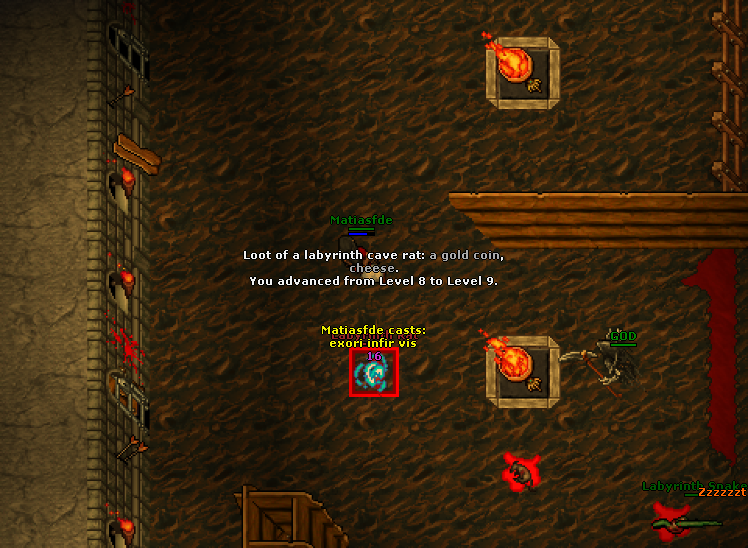 Matiasfde
Loot of a labyrinth cave rat: a gold coin,
cheese.
You advanced from Level 8 to Level 9.
Matiasfde casts:
exori infir vis
16
GOD
Labyrinth Snake
Zzzzzzt